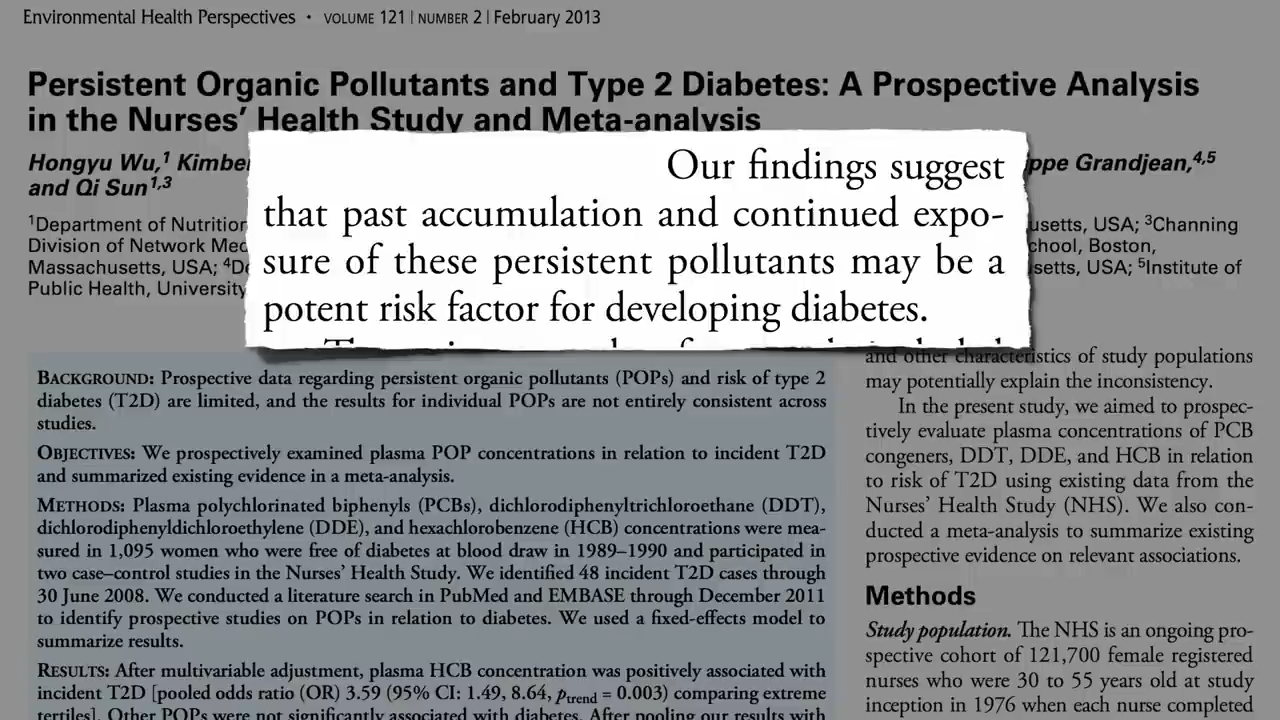 Environmental Health Perspectives • VOLUME 121 | NUMBER 2 | February 2013
Persistent Organic Pollutants and Type 2 Diabetes: A Prospective Analysis
in the Nurses’ Health Study and Meta-analysis
Hongyu Wu,1 ppe Grandjean,4,5
and Qi Sun1,3
1Department of Nutrition usetts, USA; 3Channing
Division of Network chool, Boston,
Massachusetts, USA; setts, USA; 5Institute of
Public Health, University
Our findings suggest
that past accumulation and continued expo-
sure of these persistent pollutants may be a
potent risk factor for developing diabetes.
BACKGROUND: Prospective data regarding persistent organic pollutants (POPs) and risk of type 2
diabetes (T2D) are limited, and the results for individual POPs are not entirely consistent across
studies.
OBJECTIVES: We prospectively examined plasma POP concentrations in relation to incident T2D
and summarized existing evidence in a meta-analysis.
METHODS: Plasma polychlorinated biphenyls (PCBs), dichlorodiphenyltrichloroethane (DDT),
dichlorodiphenyldichloroethylene (DDE), and hexachlorobenzene (HCB) concentrations were mea-
sured in 1,095 women who were free of diabetes at blood draw in 1989–1990 and participated in
two case–control studies in the Nurses’ Health Study. We identified 48 incident T2D cases through
30 June 2008. We conducted a literature search in PubMed and EMBASE through December 2011
to identify prospective studies on POPs in relation to diabetes. We used a fixed-effects model to
summarize results.
RESULTS: After multivariable adjustment, plasma HCB concentration was positively associated with
incident T2D [pooled odds ratio (OR) 3.59 (95% CI: 1.49, 8.64, ptrend = 0.003) comparing extreme
tertiles]. Other POPs were not significantly associated with diabetes. After pooling our results with
and other characteristics of study populations
may potentially explain the inconsistency.
In the present study, we aimed to prospec-
tively evaluate plasma concentrations of PCB
congeners, DDT, DDE, and HCB in relation
to risk of T2D using existing data from the
Nurses’ Health Study (NHS). We also con-
ducted a meta-analysis to summarize existing
prospective evidence on relevant associations.
Methods
Study population. The NHS is an ongoing pro-
spective cohort of 121,700 female registered
nurses who were 30 to 55 years old at study
inception in 1976 when each nurse completed